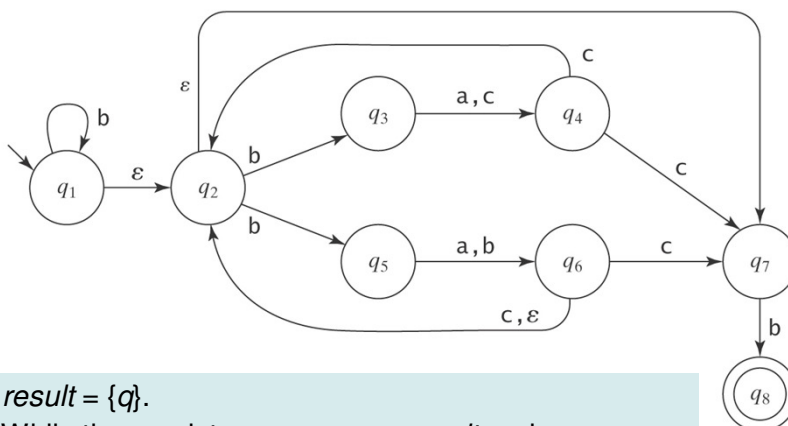 c
ε
b
a,c
q3
q4
b
c
ε
q1
q2
b
a,b
c
q5
q6
q7
c,ε
b
result = {q}.
q8